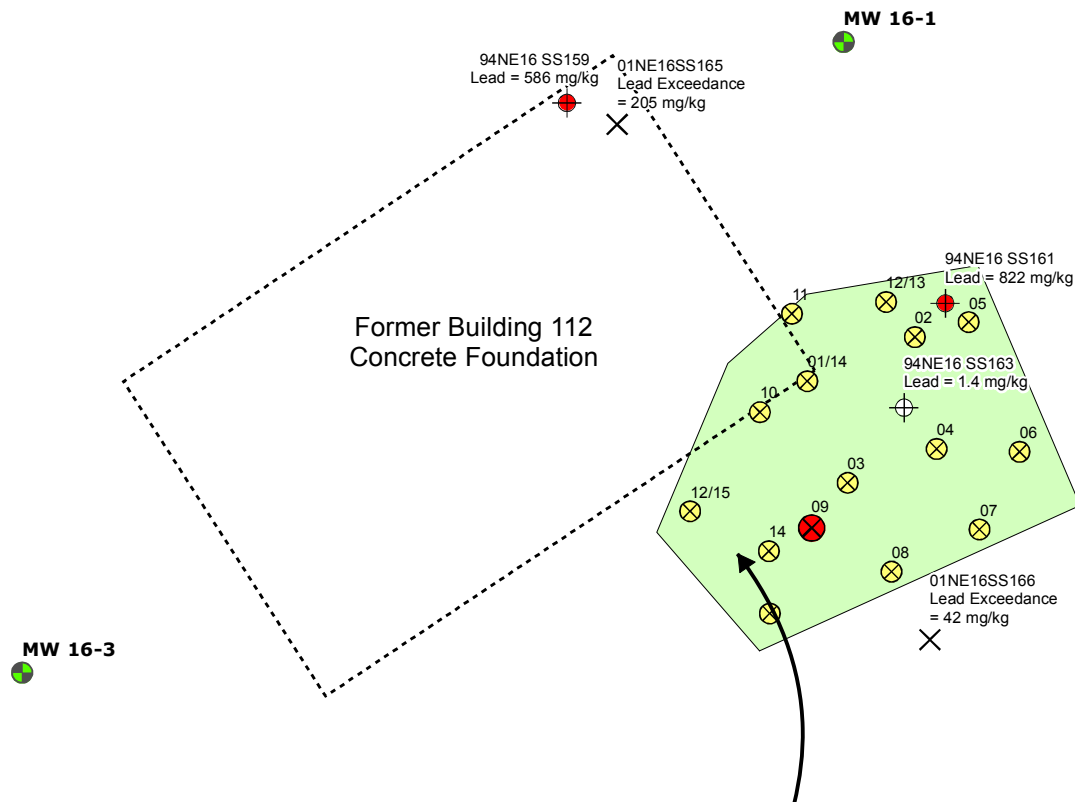 MW 16-1
94NE16 SS159
Lead = 586 mg/kg
01NE16SS165
Lead Exceedance
= 205 mg/kg
94NE16 SS161
Lead = 822 mg/kg
11
12/13
02
05
Former Building 112
Concrete Foundation
94NE16 SS163
Lead = 1.4 mg/kg
01/14
10
04
06
03
12/15
09
07
14
08
01NE16SS166
Lead Exceedance
= 42 mg/kg
MW 16-3